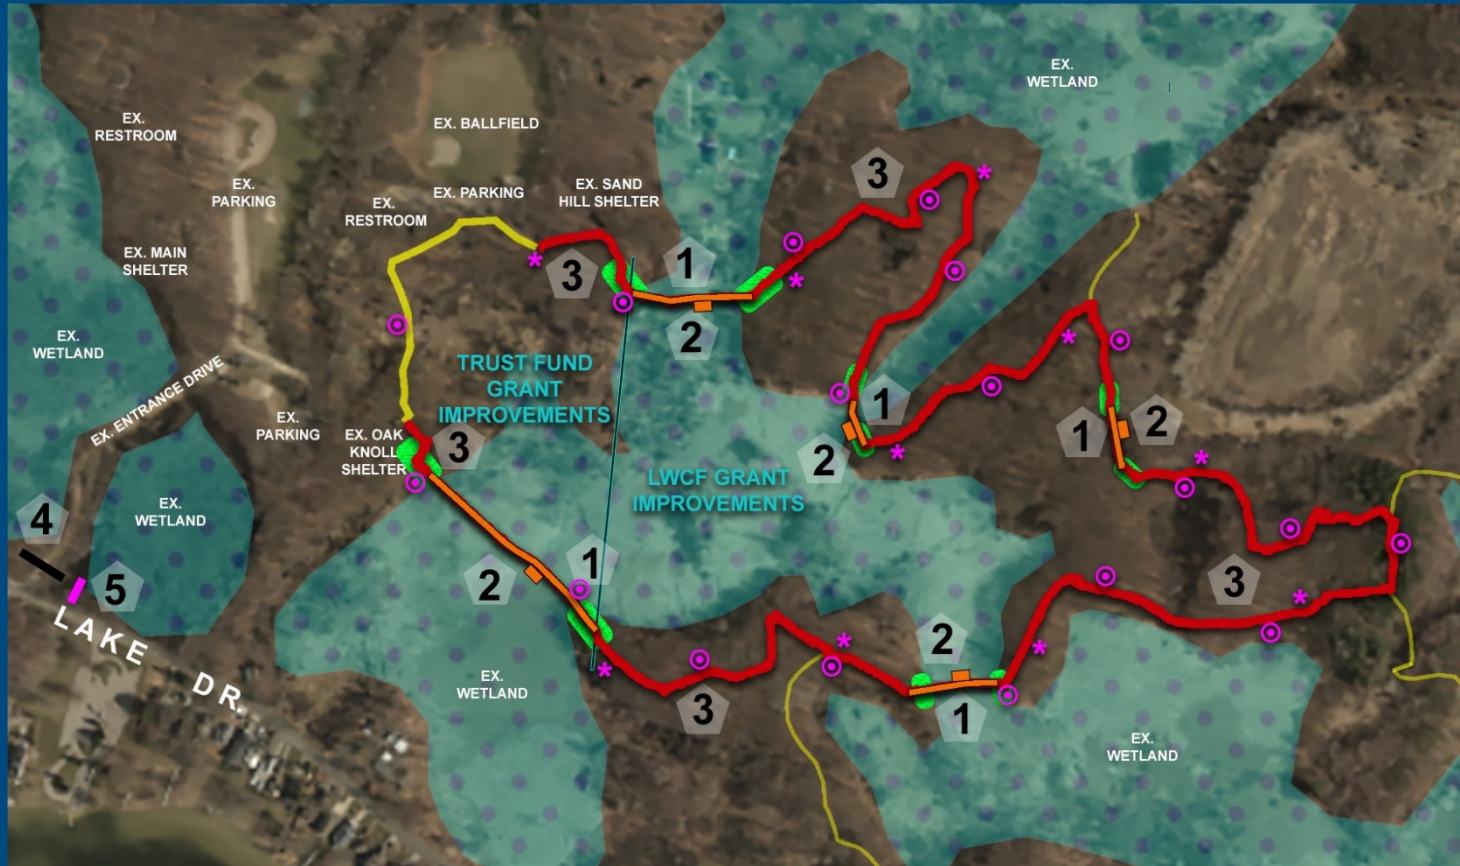 EX.
WETLAND
EX.
RESTROOM
EX. BALLFIELD
3
EX.
PARKING
EX. PARKING
EX. SAND
HILL SHELTER
EX.
RESTROOM
EX. MAIN
SHELTER
3
1
2
EX.
WETLAND
TRUST FUND
GRANT
IMPROVEMENTS
EX. ENTRANCE DRIVE
EX.
PARKING
EX. OAK
KNOLL
SHELTER
3
1
2
1
2
LWCF GRANT
IMPROVEMENTS
EX.
WETLAND
4
5
LAKE DR.
2
1
3
2
1
3
EX.
WETLAND
EX.
WETLAND